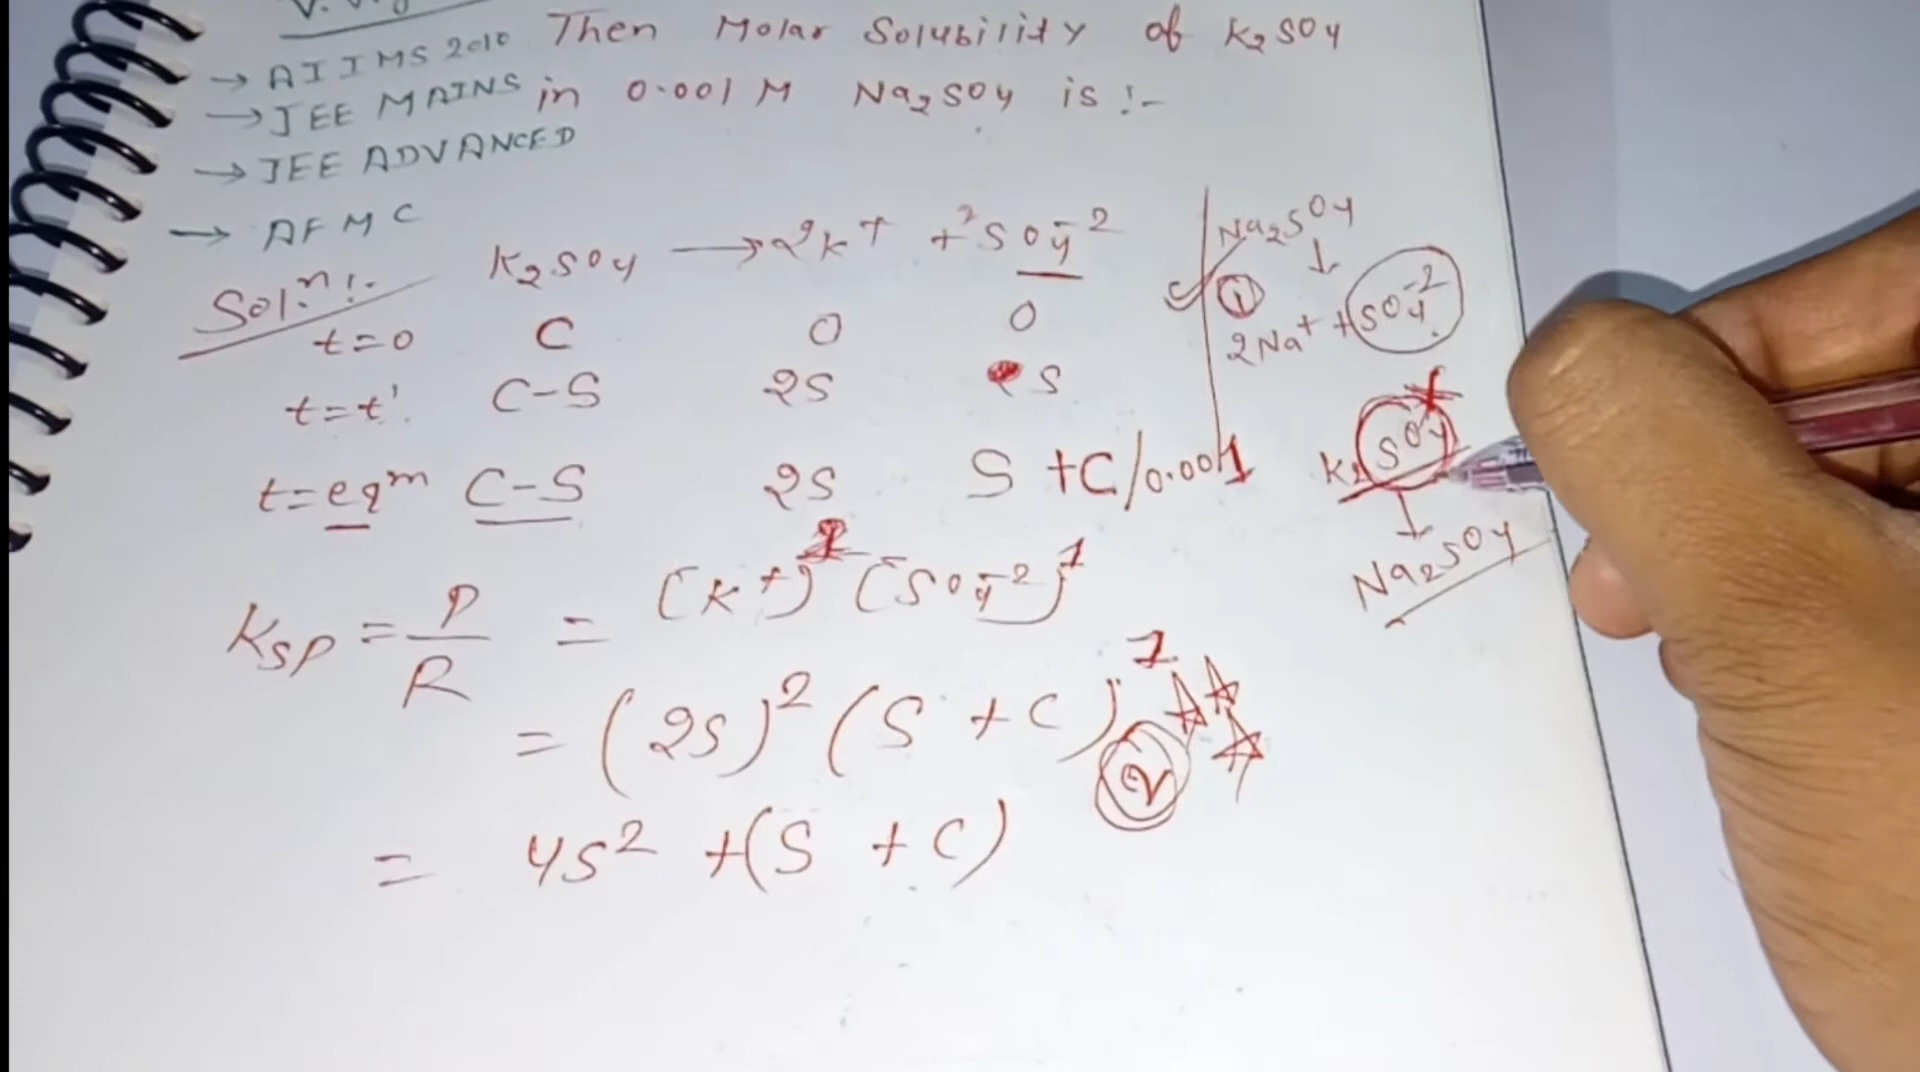 → AIIMS 2010 Then Molar Solubility of K₂SO₄
→ JEE MAINS in 0.001 M Na₂SO₄ is :-
→ JEE ADVANCED
→ AFMC
Solⁿ:-
K₂SO₄ → 2K⁺ + SO₄⁻²
t=0 C 0 0
t=t' C-S 2S S
t=eqᵐ C-S 2S S + C/0.001
Na₂SO₄
↓
①
2Na⁺ + SO₄⁻²
K₂SO₄
↓
Na₂SO₄
Ksp = P/R = [K⁺]² [SO₄⁻²]¹
= (2S)² (S + C)¹
②
= 4S² + (S + C)